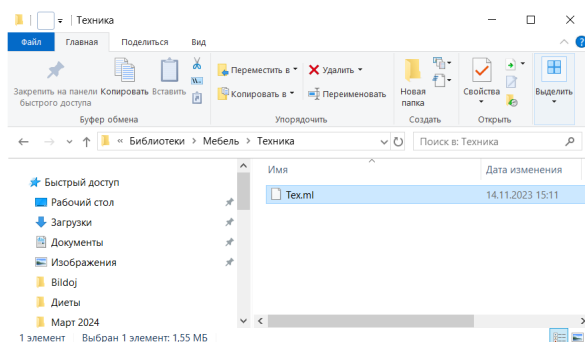 Техника
Файл Главная Поделиться Вид
Закрепить на панели быстрого доступа
Копировать
Вставить
Буфер обмена
Переместить в
Копировать в
Удалить
Переименовать
Упорядочить
Новая папка
Создать
Свойства
Открыть
Выделить
« Библиотеки > Мебель > Техника
Поиск в: Техника
Имя Дата изменения
Tex.ml 14.11.2023 15:11
Быстрый доступ
Рабочий стол
Загрузки
Документы
Изображения
Bildoj
Диеты
Март 2024
1 элемент Выбран 1 элемент: 1,55 МБ